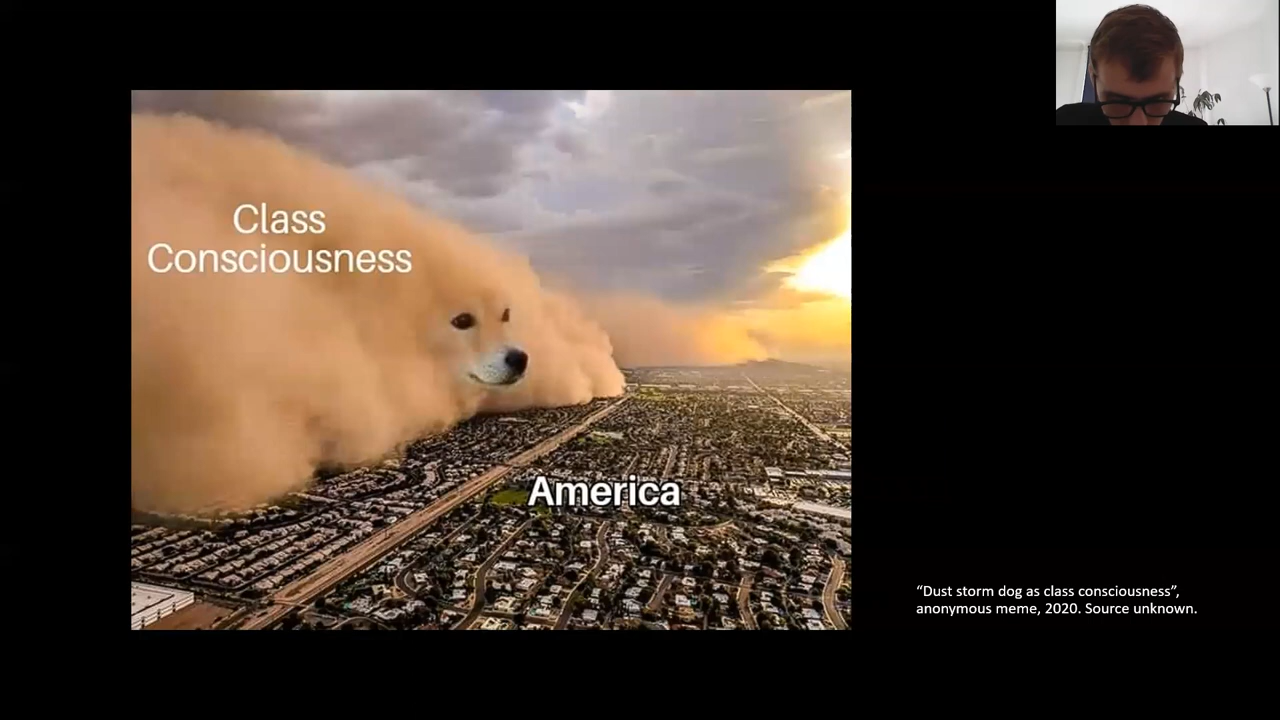 Class
Consciousness
America
“Dust storm dog as class consciousness”,
anonymous meme, 2020. Source unknown.